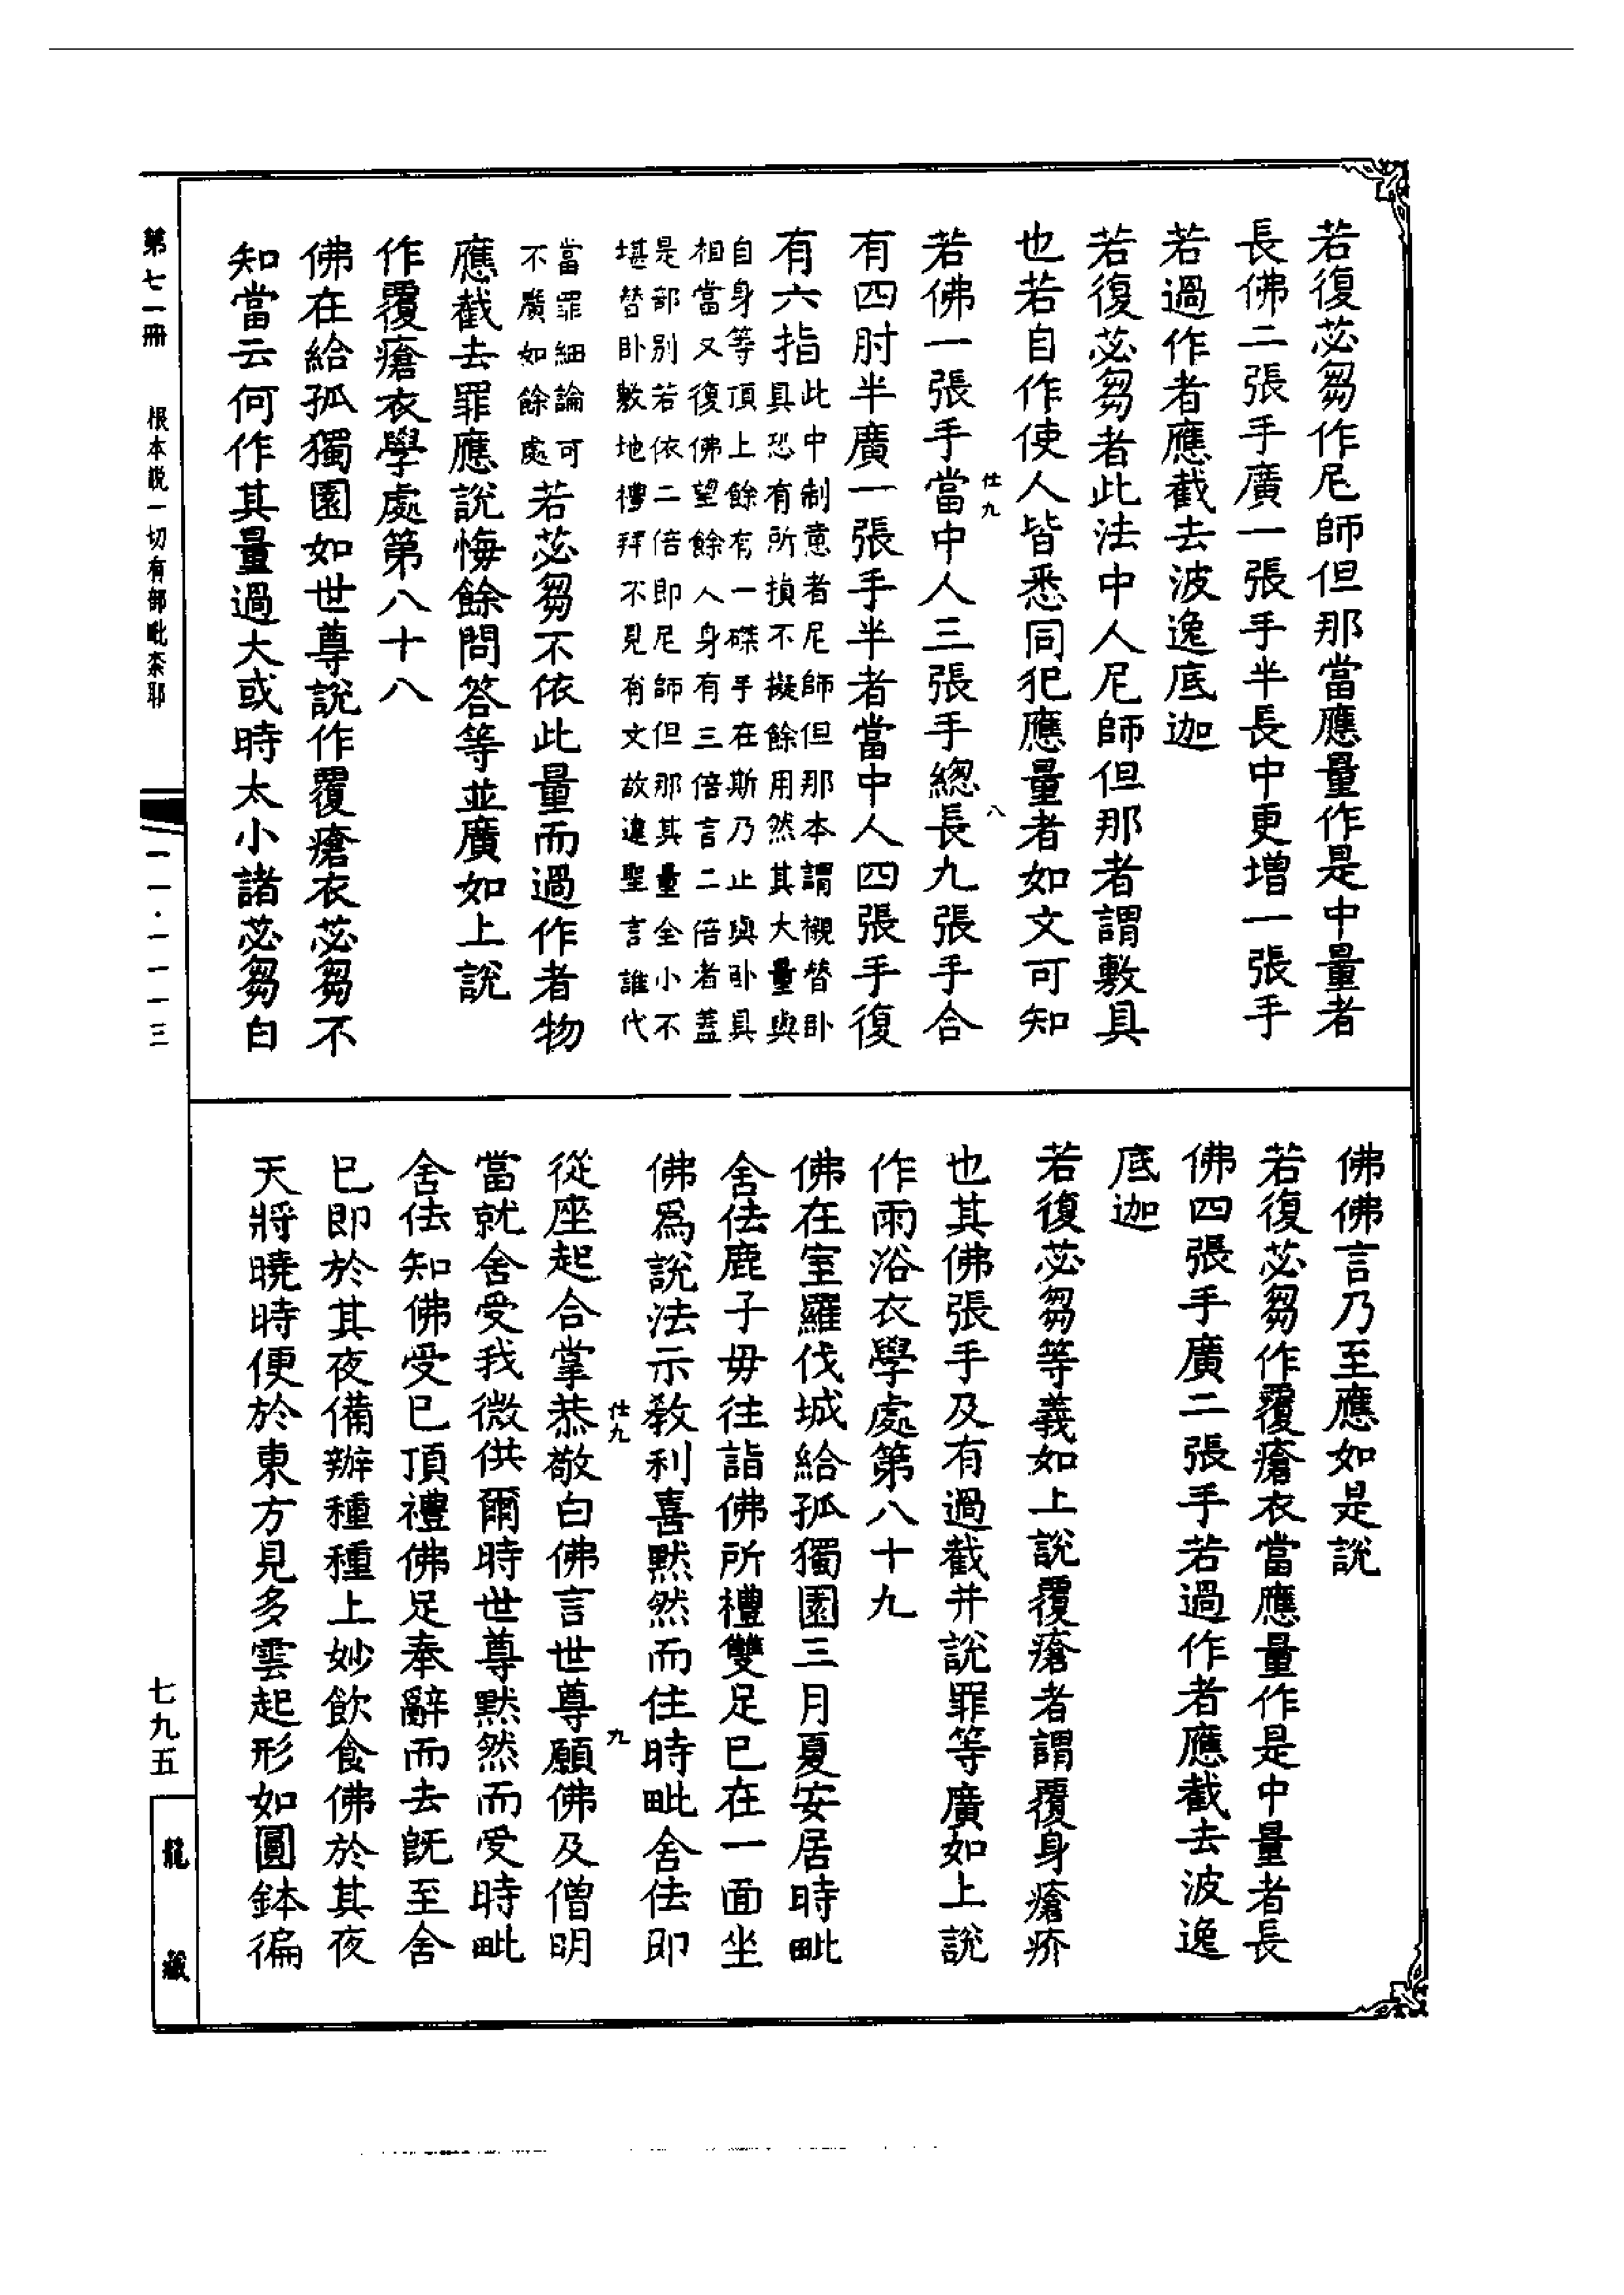 若復苾芻作尼師但那當應量作是中量者
長佛二張手廣一張手半長中更增一張手
若過作者應截去波逸底迦
若復苾芻者此法中人尼師但那者謂敷具
也若自作使人皆悉同犯應量者如文可知
仕九
八
若佛一張手當中人三張手總長九張手合
有四肘半廣一張手半者當中人四張手復
有六指
此中制意者尼師但那本謂襯替卧
具恐有所損不擬餘用然其大量與
自身等頂上餘有一磔手在斯乃正與卧具
相當又復佛望餘人身有三倍言二倍者蓋
是部別若依二倍即尼師但那其量全小不
堪替卧敷地禮拜不見有文故違聖言誰代
當罪細論可
不廣如餘處
若苾芻不依此量而過作者物
應截去罪應說悔餘問答等並廣如上說
作覆瘡衣學處第八十八
佛在給孤獨園如世尊說作覆瘡衣苾芻不
知當云何作其量過大或時太小諸苾芻白
佛佛言乃至應如是說
若復苾芻作覆瘡衣當應量作是中量者長
佛四張手廣二張手若過作者應截去波逸
底迦
若復苾芻等義如上說覆瘡者謂覆身瘡疥
也其佛張手及有過截并說罪等廣如上說
作雨浴衣學處第八十九
佛在室羅伐城給孤獨園三月夏安居時毗
舍佉鹿子毋往詣佛所禮雙足已在一面坐
佛爲說法示教利喜默然而住時毗舍佉即
仕九
九
從座起合掌恭敬白佛言世尊願佛及僧明
當就舍受我微供爾時世尊默然而受時毗
舍佉知佛受已頂禮佛足奉辭而去旣至舍
已即於其夜備辦種種上妙飲食佛於其夜
天將曉時便於東方見多雲起形如圓鉢徧
第七一冊
根本說一切有部毗奈耶
一一·一一一三
七九五
龍藏